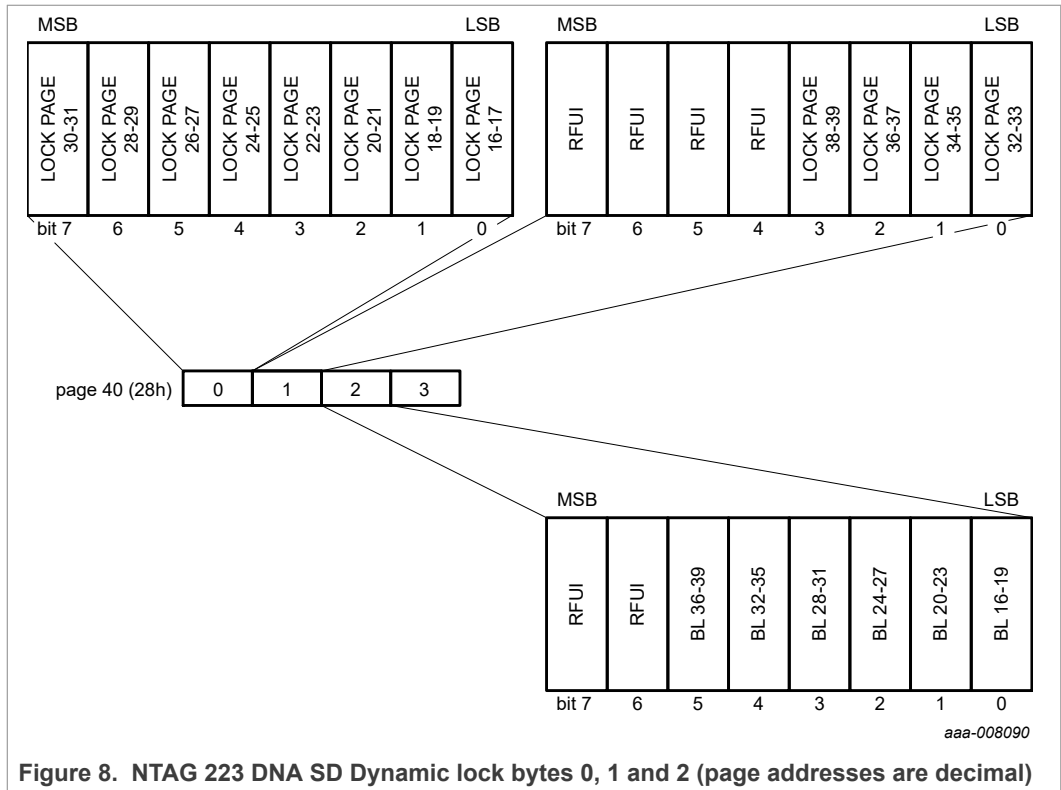 MSB LSB
LOCK PAGE 30-31
LOCK PAGE 28-29
LOCK PAGE 26-27
LOCK PAGE 24-25
LOCK PAGE 22-23
LOCK PAGE 20-21
LOCK PAGE 18-19
LOCK PAGE 16-17
bit 7 6 5 4 3 2 1 0
MSB LSB
RFUI
RFUI
RFUI
RFUI
LOCK PAGE 38-39
LOCK PAGE 36-37
LOCK PAGE 34-35
LOCK PAGE 32-33
bit 7 6 5 4 3 2 1 0
page 40 (28h) 0 1 2 3
MSB LSB
RFUI
RFUI
BL 36-39
BL 32-35
BL 28-31
BL 24-27
BL 20-23
BL 16-19
bit 7 6 5 4 3 2 1 0
aaa-008090
Figure 8. NTAG 223 DNA SD Dynamic lock bytes 0, 1 and 2 (page addresses are decimal)